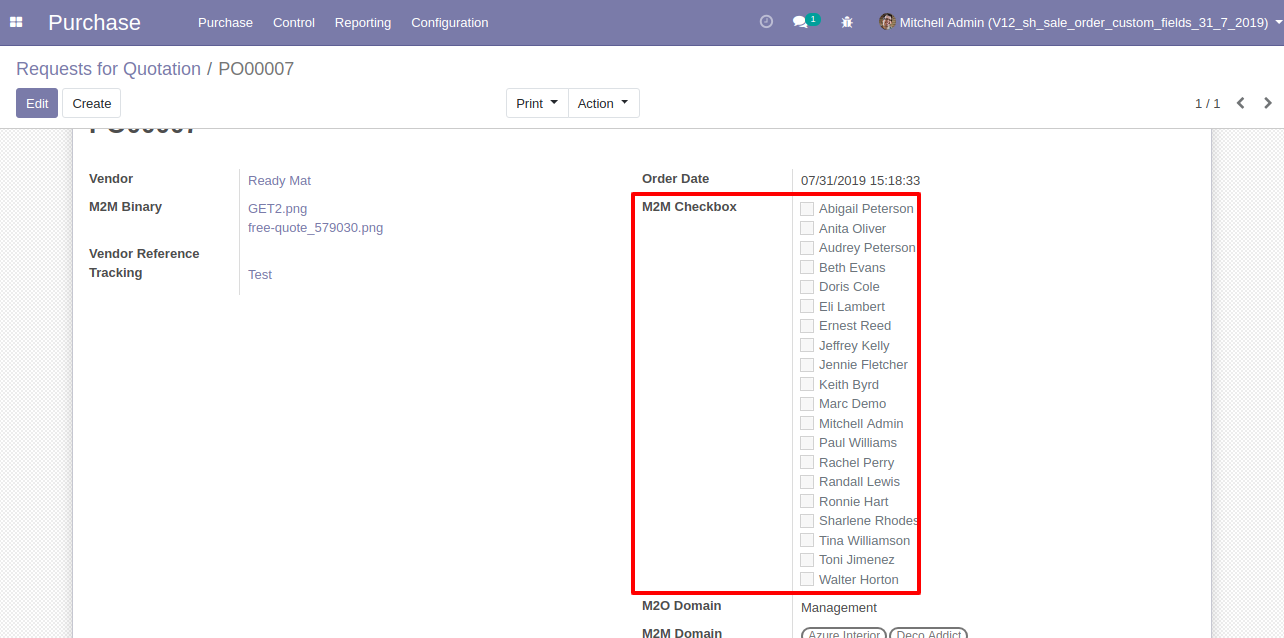 Purchase Purchase Control Reporting Configuration 1 Mitchell Admin (V12_sh_sale_order_custom_fields_31_7_2019)
Requests for Quotation / PO00007
Edit Create Print Action 1 / 1
PO00007
Vendor Ready Mat Order Date 07/31/2019 15:18:33
M2M Binary GET2.png
free-quote_579030.png
Vendor Reference
Tracking Test
M2M Checkbox Abigail Peterson
Anita Oliver
Audrey Peterson
Beth Evans
Doris Cole
Eli Lambert
Ernest Reed
Jeffrey Kelly
Jennie Fletcher
Keith Byrd
Marc Demo
Mitchell Admin
Paul Williams
Rachel Perry
Randall Lewis
Ronnie Hart
Sharlene Rhodes
Tina Williamson
Toni Jimenez
Walter Horton
M2O Domain Management
M2M Domain Azure Interior Deco Addict